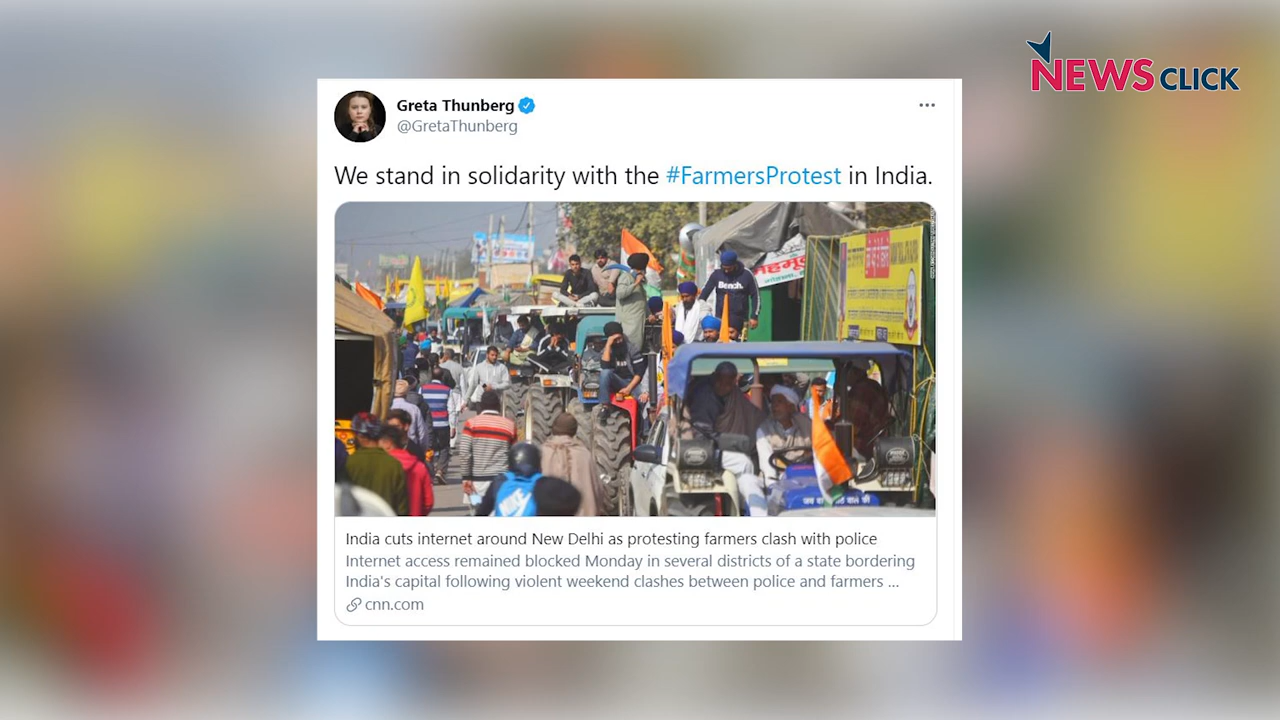 NEWSCLICK
Greta Thunberg
@GretaThunberg
We stand in solidarity with the #FarmersProtest in India.
Bench.
महमूद
India cuts internet around New Delhi as protesting farmers clash with police
Internet access remained blocked Monday in several districts of a state bordering
India's capital following violent weekend clashes between police and farmers ...
cnn.com